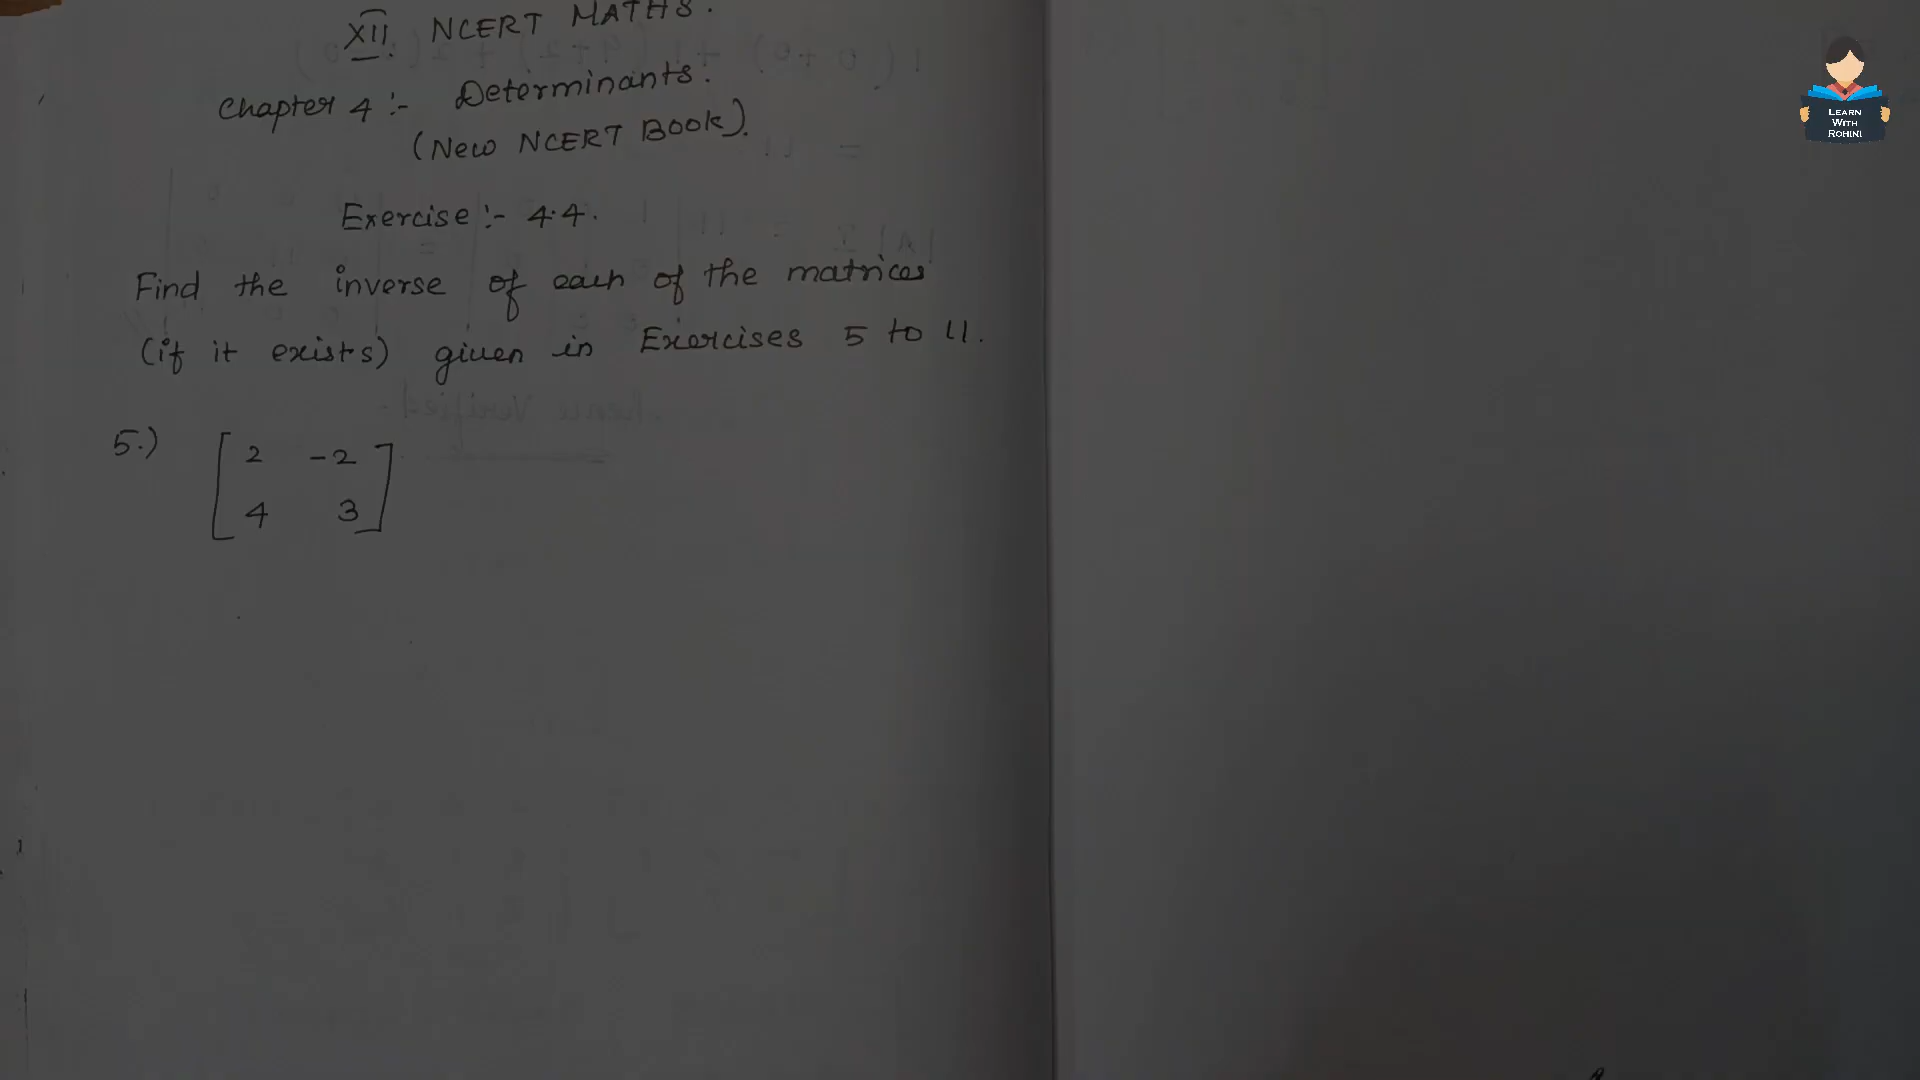 XII NCERT MATHS.
Chapter 4 :- Determinants.
(New NCERT Book).
Exercise :- 4.4.
Find the inverse of each of the matrices
(if it exists) given in Exercises 5 to 11.
5.) [ 2 -2
4 3 ]
LEARN
WITH
ROHINI